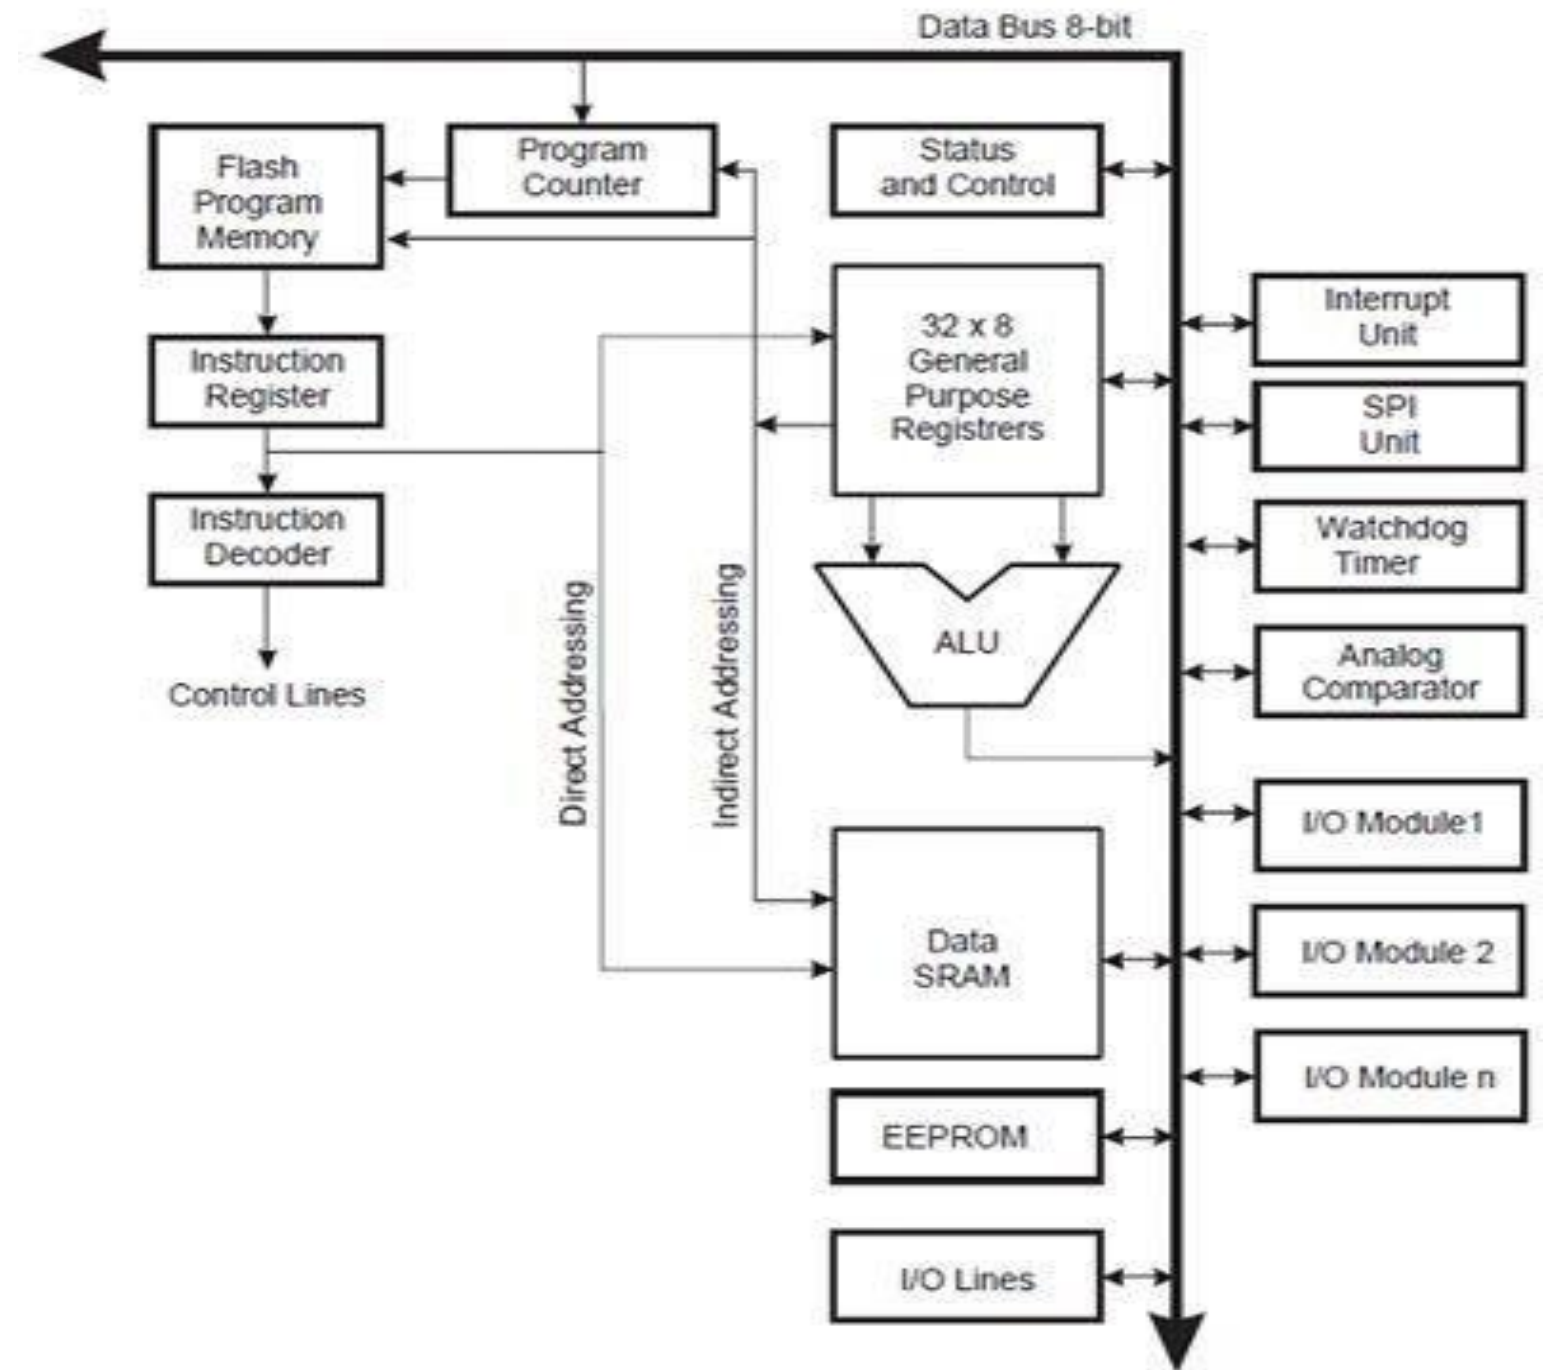 Data Bus 8-bit
Flash
Program
Memory
Program
Counter
Status
and Control
32 x 8
General
Purpose
Registrers
Interrupt
Unit
Instruction
Register
SPI
Unit
Instruction
Decoder
Watchdog
Timer
Control Lines
Direct Addressing
Indirect Addressing
ALU
Analog
Comparator
I/O Module1
Data
SRAM
I/O Module 2
I/O Module n
EEPROM
I/O Lines